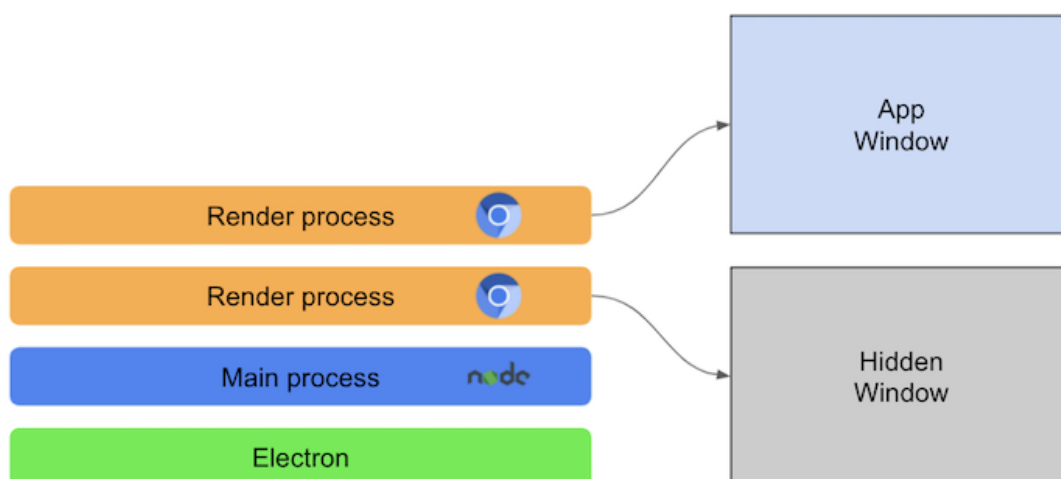 App
Window
Render process
Render process
Main process node
Hidden
Window
Electron